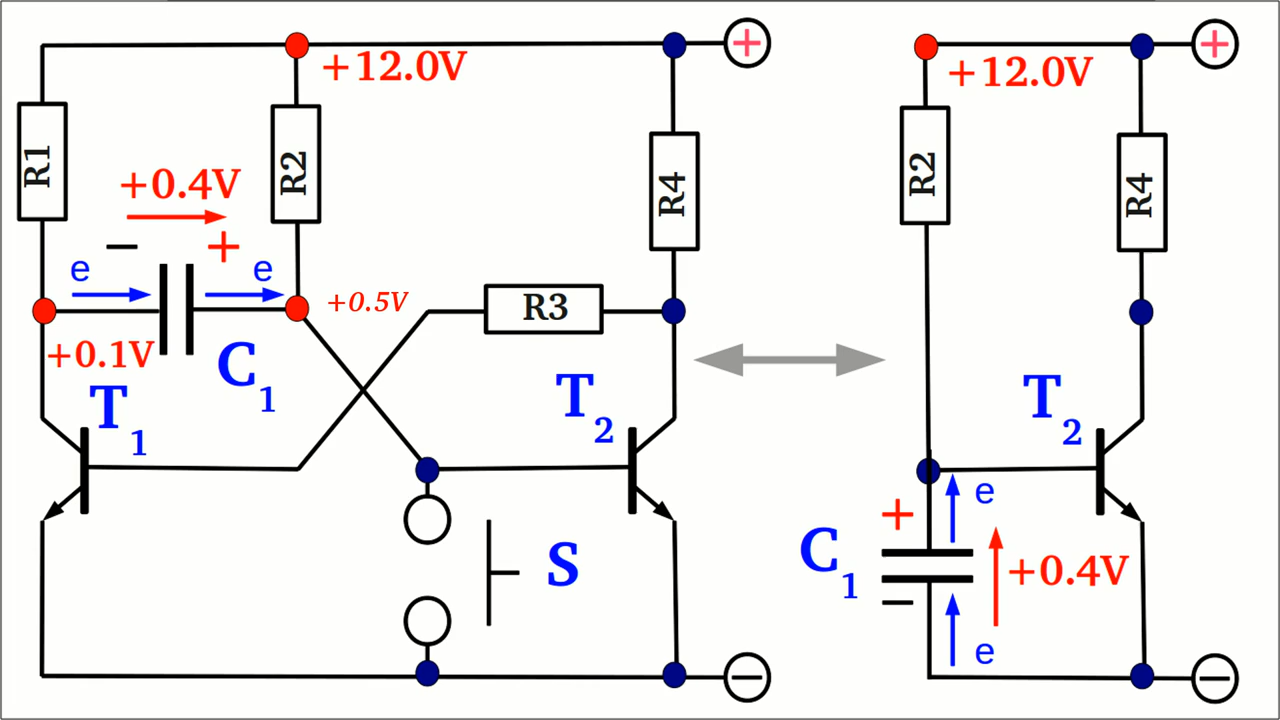 +12.0V
R1
R2
R4
+0.4V
−
+
e
e
+0.1V
+0.5V
C1
R3
T1
T2
S
+
−
+12.0V
R2
R4
T2
+
C1
−
e
+0.4V
e
+
−